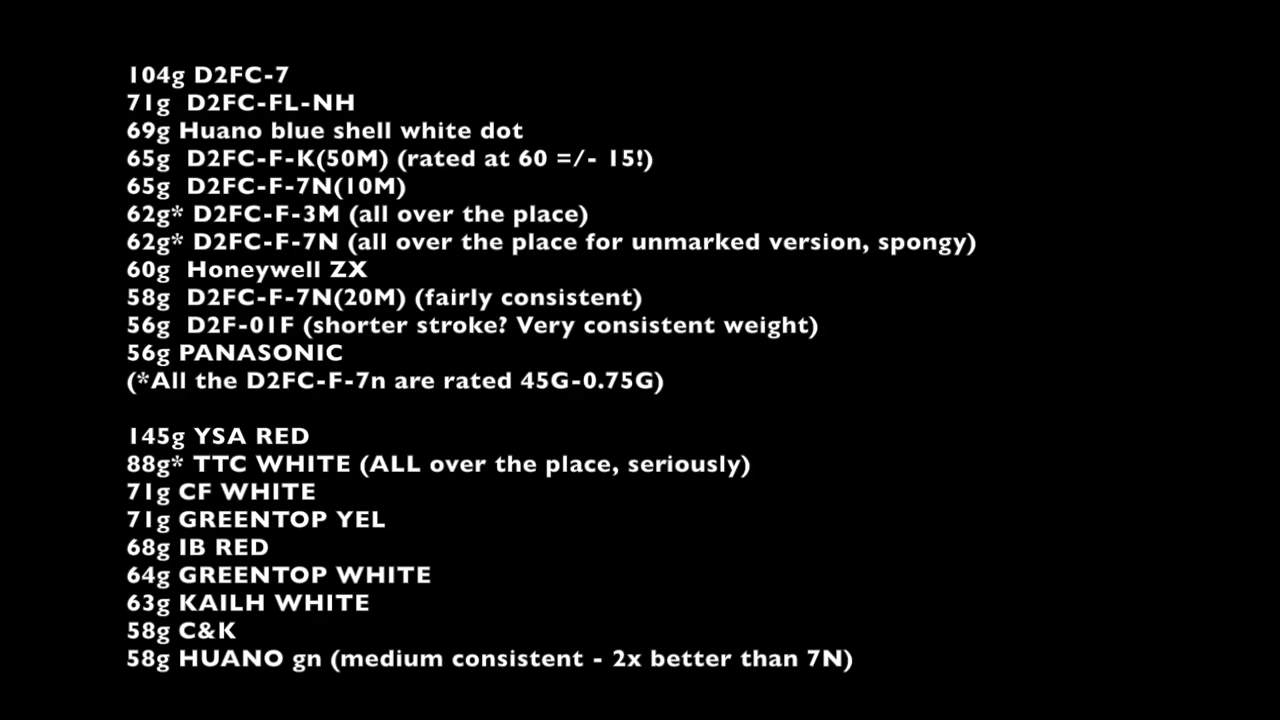 104g D2FC-7
71g D2FC-FL-NH
69g Huano blue shell white dot
65g D2FC-F-K(50M) (rated at 60 =/- 15!)
65g D2FC-F-7N(10M)
62g* D2FC-F-3M (all over the place)
62g* D2FC-F-7N (all over the place for unmarked version, spongy)
60g Honeywell ZX
58g D2FC-F-7N(20M) (fairly consistent)
56g D2F-01F (shorter stroke? Very consistent weight)
56g PANASONIC
(*All the D2FC-F-7n are rated 45G-0.75G)
145g YSA RED
88g* TTC WHITE (ALL over the place, seriously)
71g CF WHITE
71g GREENTOP YEL
68g IB RED
64g GREENTOP WHITE
63g KAILH WHITE
58g C&K
58g HUANO gn (medium consistent - 2x better than 7N)